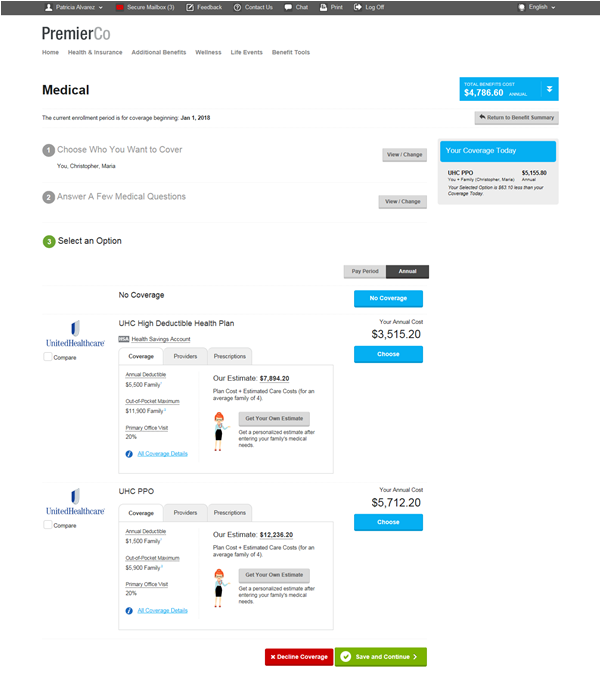 Patricia Alvarez Secure Mailbox (3) Feedback Contact Us Chat Print Log Off English
PremierCo
Home Health & Insurance Additional Benefits Wellness Life Events Benefit Tools
Medical
TOTAL BENEFITS COST
$4,786.60 ANNUAL
The current enrollment period is for coverage beginning: Jan 1, 2018
Return to Benefit Summary
1 Choose Who You Want to Cover
You, Christopher, Maria
View / Change
Your Coverage Today
UHC PPO $5,155.80
You + Family (Christopher, Maria) Annual
Your Selected Option is $63.10 less than your
Coverage Today.
2 Answer A Few Medical Questions
View / Change
3 Select an Option
Pay Period Annual
No Coverage
No Coverage
UnitedHealthcare
Compare
UHC High Deductible Health Plan
HSA Health Savings Account
Your Annual Cost
$3,515.20
Choose
Coverage Providers Prescriptions
Annual Deductible
$5,500 Family
Out-of-Pocket Maximum
$11,900 Family
Primary Office Visit
20%
All Coverage Details
Our Estimate: $7,894.20
Plan Cost + Estimated Care Costs (for an
average family of 4).
Get Your Own Estimate
Get a personalized estimate after
entering your family's medical
needs.
UnitedHealthcare
Compare
UHC PPO
Your Annual Cost
$5,712.20
Choose
Coverage Providers Prescriptions
Annual Deductible
$1,500 Family
Out-of-Pocket Maximum
$5,900 Family
Primary Office Visit
20%
All Coverage Details
Our Estimate: $12,236.20
Plan Cost + Estimated Care Costs (for an
average family of 4).
Get Your Own Estimate
Get a personalized estimate after
entering your family's medical
needs.
Decline Coverage
Save and Continue